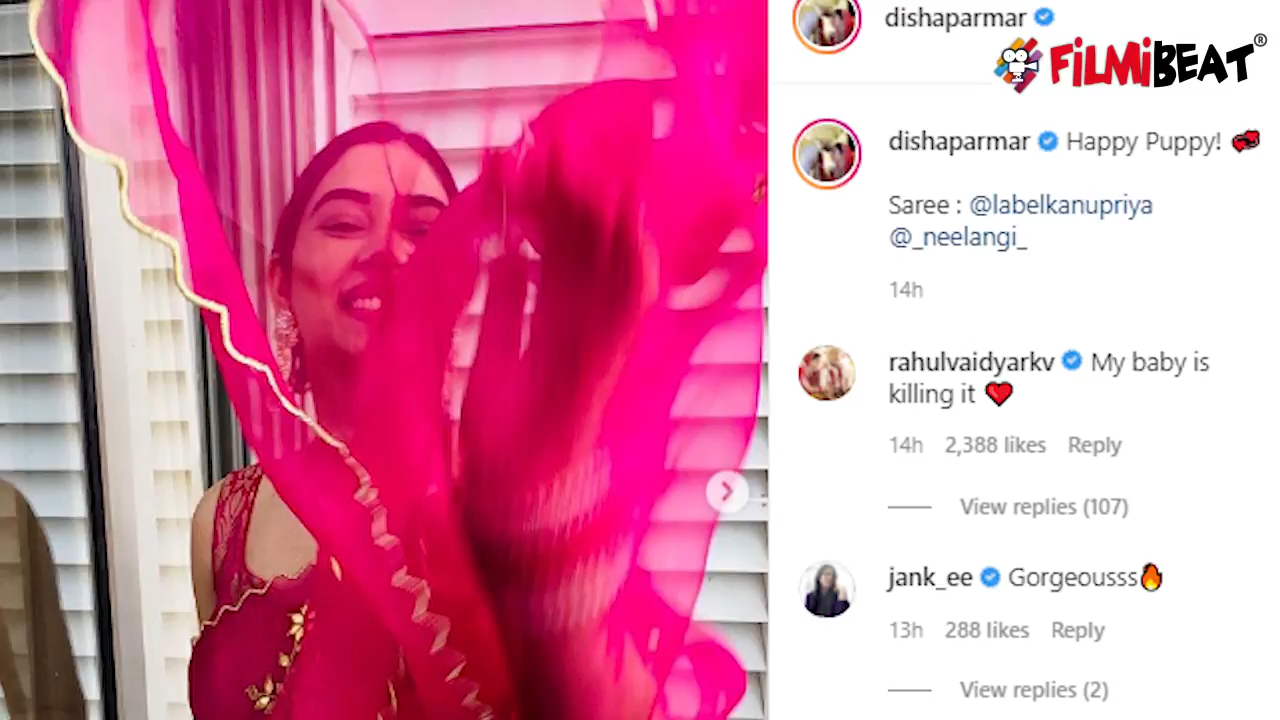 dishaparmar
FiLMiBEAT®
dishaparmar Happy Puppy! 💞
Saree : @labelkanupriya
@_neelangi_
14h
rahulvaidyarkv My baby is
killing it ❤️
14h 2,388 likes Reply
View replies (107)
jank_ee Gorgeousss🔥
13h 288 likes Reply
View replies (2)